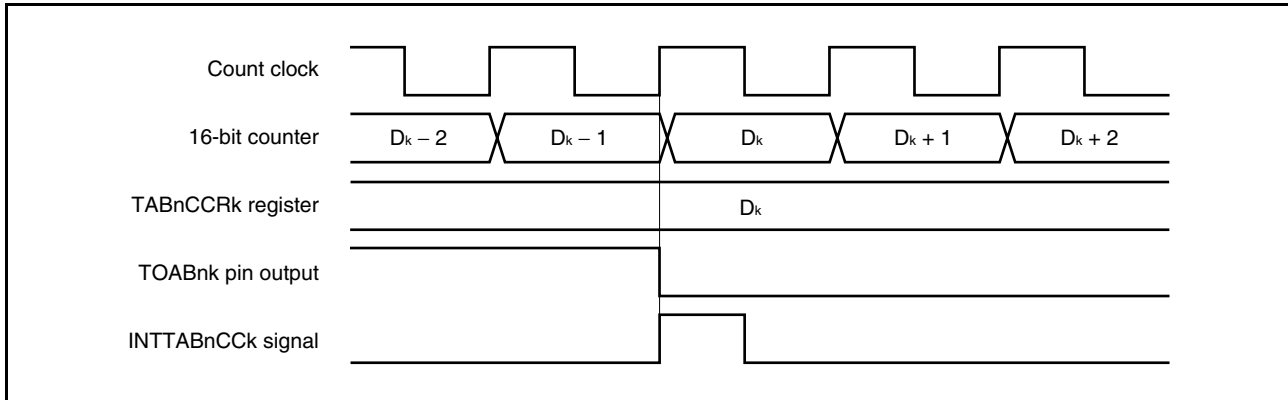 Count clock
16-bit counter
Dk − 2
Dk − 1
Dk
Dk + 1
Dk + 2
TABnCCRk register
Dk
TOABnk pin output
INTTABnCCk signal